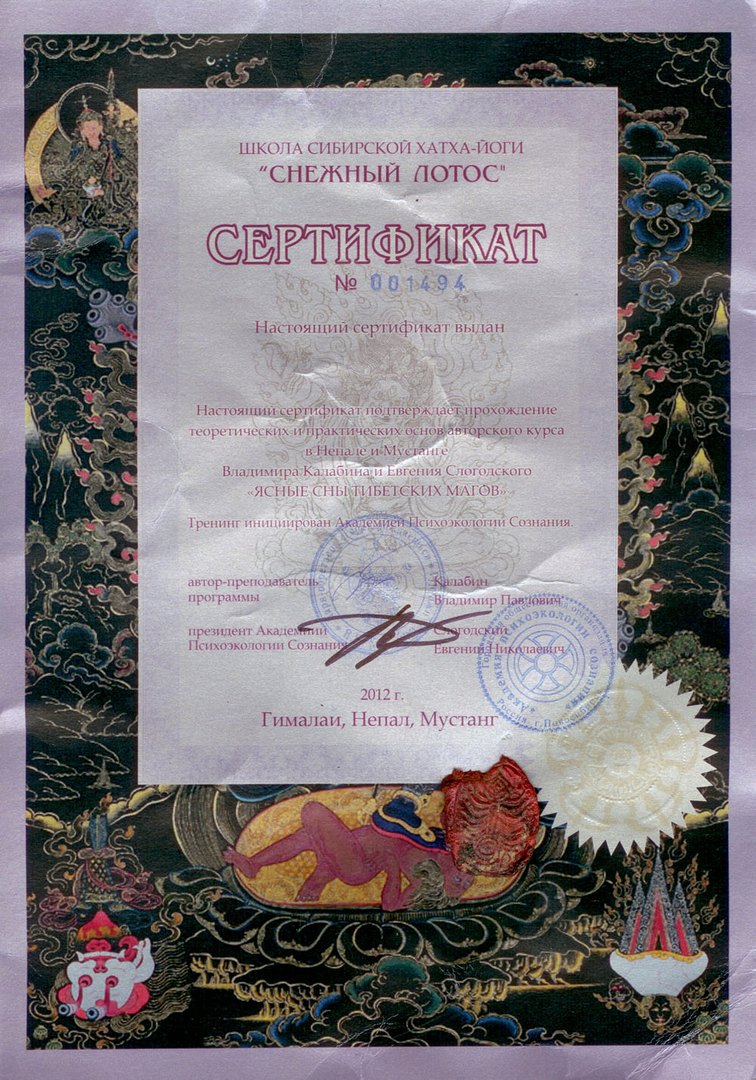 ШКОЛА СИБИРСКОЙ ХАТХА-ЙОГИ
"СНЕЖНЫЙ ЛОТОС"
СЕРТИФИКАТ
№ 001494
Настоящий сертификат выдан
Настоящий сертификат подтверждает прохождение
теоретических и практических основ авторского курса
в Непале и Мустанге
Владимира Калабина и Евгения Слогодского
«ЯСНЫЕ СНЫ ТИБЕТСКИХ МАГОВ»
Тренинг инициирован Академией Психоэкологии Сознания.
автор-преподаватель
программы
Калабин
Владимир Павлович
президент Академии
Психоэкологии Сознания
Слогодский
Евгений Николаевич
Академия психоэкологии сознания
Россия, г.
2012 г.
Гималаи, Непал, Мустанг